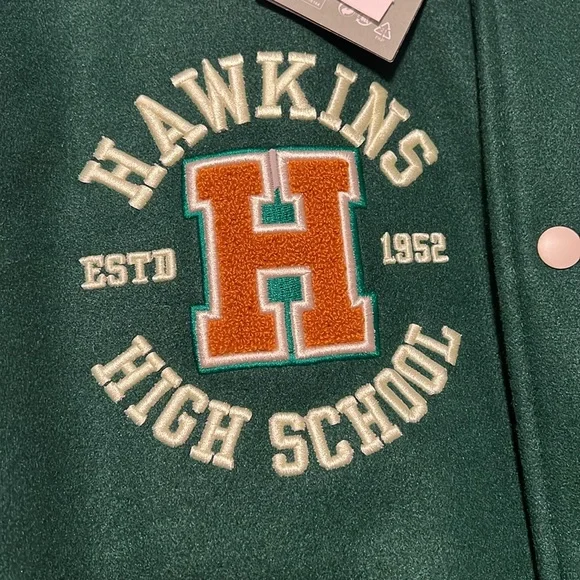 HAWKINS
H
ESTD 1952
HIGH SCHOOL